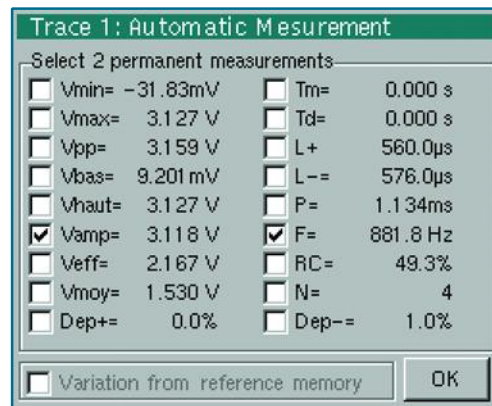 Trace 1: Automatic Mesurement
Select 2 permanent measurements
Vmin= -31.83mV Tm= 0.000 s
Vmax= 3.127 V Td= 0.000 s
Vpp= 3.159 V L+ 560.0µs
Vbas= 9.201 mV L-= 576.0µs
Vhaut= 3.127 V P= 1.134ms
Vamp= 3.118 V F= 881.8 Hz
Veff= 2.167 V RC= 49.3%
Vmoy= 1.530 V N= 4
Dep+= 0.0% Dep-= 1.0%
Variation from reference memory OK